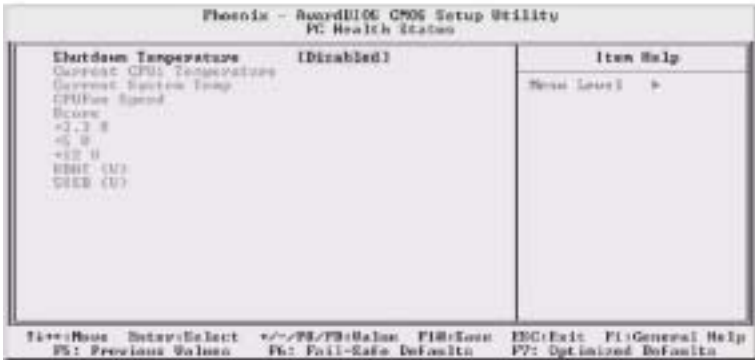 Phoenix - AwardBIOS CMOS Setup Utility
PC Health Status
Shutdown Temperature [Disabled]
Current CPU1 Temperature
Current System Temp
CPUFan Speed
Vcore
+3.3 V
+5 V
+12 V
VBAT (V)
5VSB (V)
Item Help
Menu Level ►
↑↓→←:Move Enter:Select +/-/PU/PD:Value F10:Save ESC:Exit F1:General Help
F5: Previous Values F6: Fail-Safe Defaults F7: Optimized Defaults